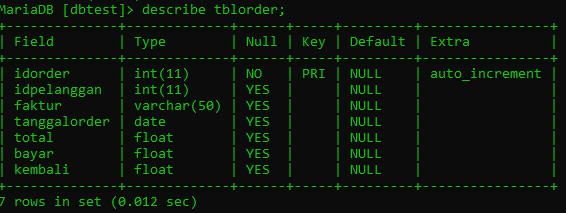 MariaDB [dbtest]> describe tblorder;
+--------------+-------------+------+-----+---------+----------------+
| Field        | Type        | Null | Key | Default | Extra          |
+--------------+-------------+------+-----+---------+----------------+
| idorder      | int(11)     | NO   | PRI | NULL    | auto_increment |
| idpelanggan  | int(11)     | YES  |     | NULL    |                |
| faktur       | varchar(50) | YES  |     | NULL    |                |
| tanggalorder | date        | YES  |     | NULL    |                |
| total        | float       | YES  |     | NULL    |                |
| bayar        | float       | YES  |     | NULL    |                |
| kembali      | float       | YES  |     | NULL    |                |
+--------------+-------------+------+-----+---------+----------------+
7 rows in set (0.012 sec)